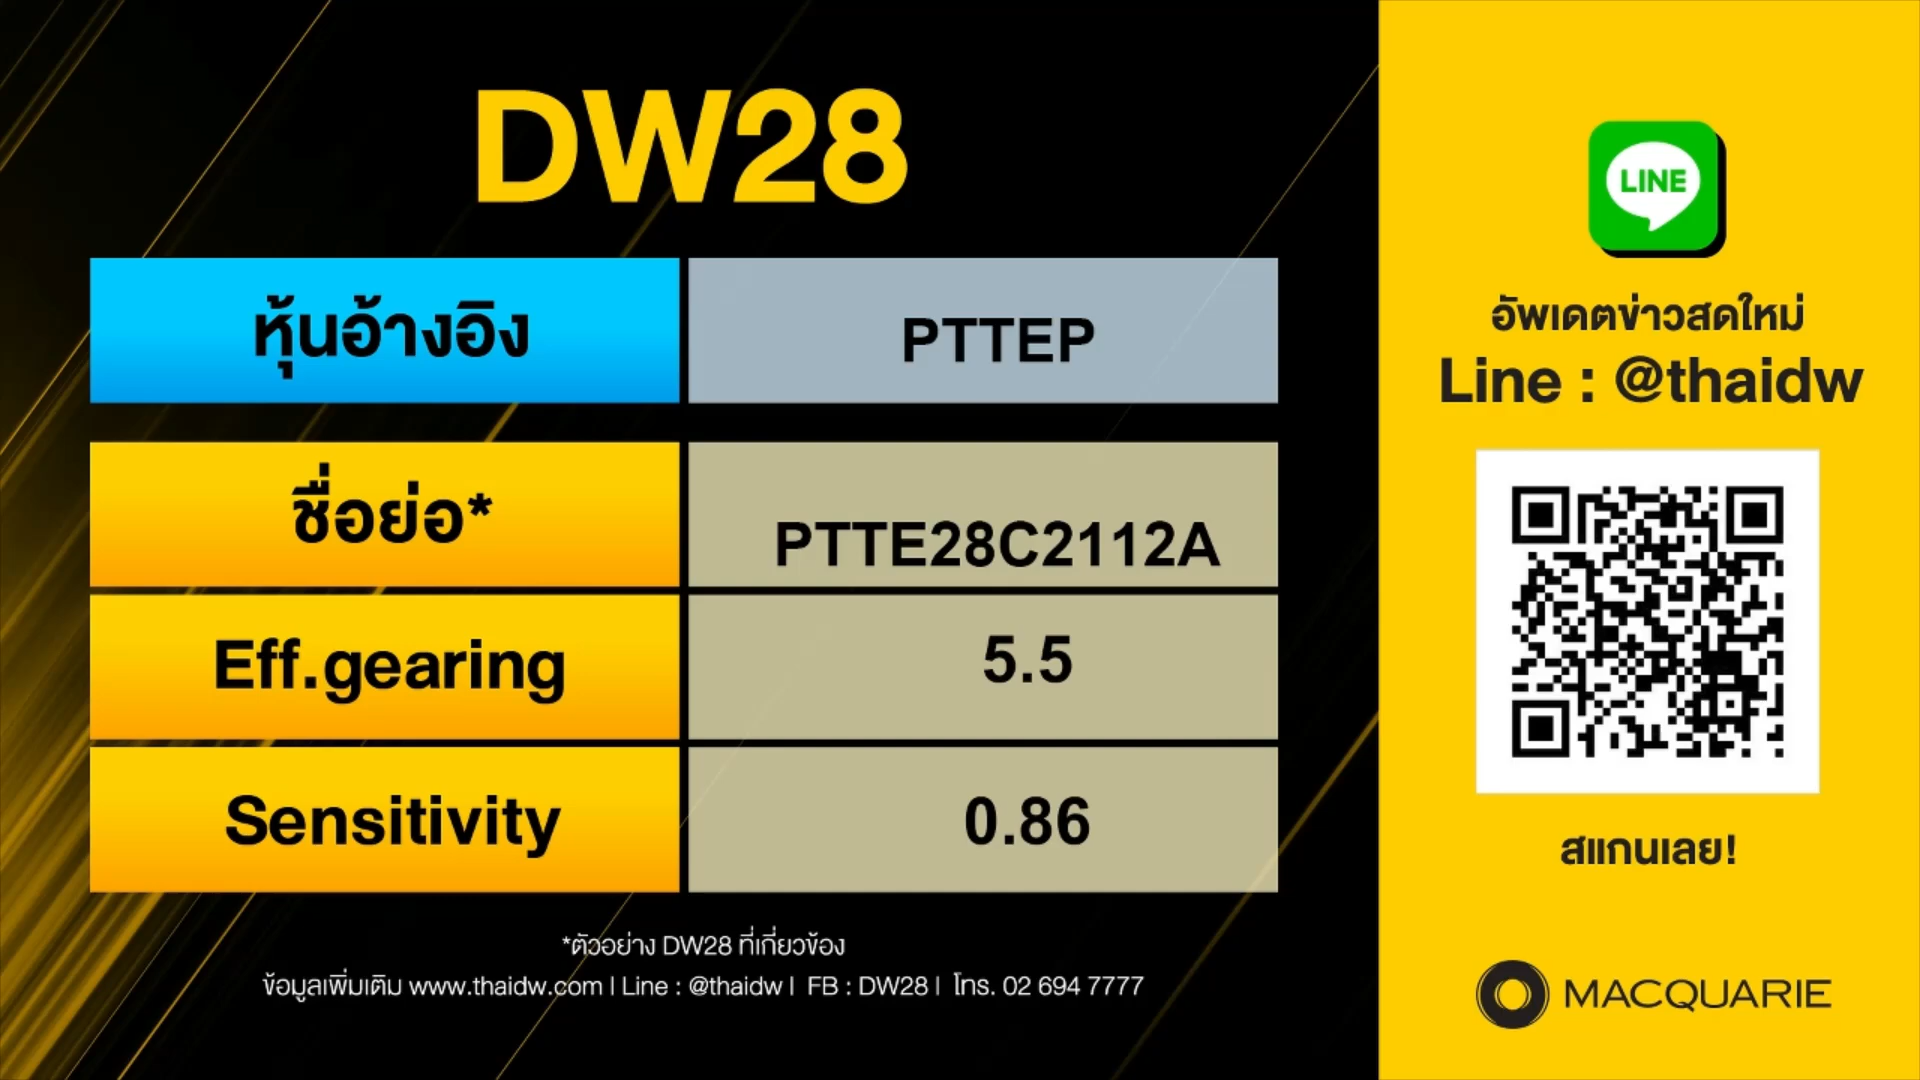 DW28
หุ้นอ้างอิง
PTTEP
ชื่อย่อ*
PTTE28C2112A
Eff.gearing
5.5
Sensitivity
0.86
*ตัวอย่าง DW28 ที่เกี่ยวข้อง
ข้อมูลเพิ่มเติม www.thaidw.com | Line : @thaidw | FB : DW28 | โทร. 02 694 7777
LINE
อัพเดตข่าวสดใหม่
Line : @thaidw
สแกนเลย!
MACQUARIE